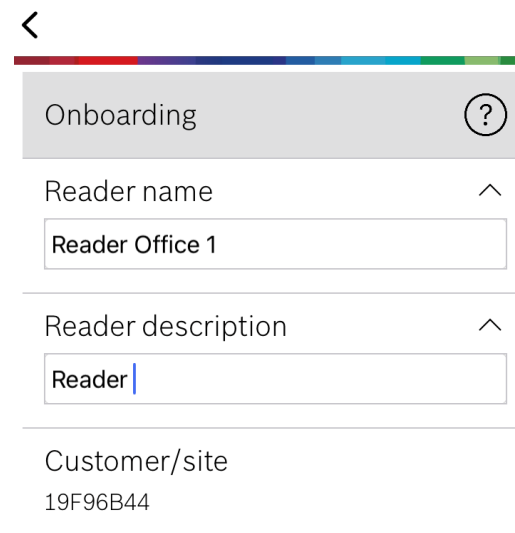 Onboarding
?
Reader name
Reader Office 1
Reader description
Reader
Customer/site
19F96B44